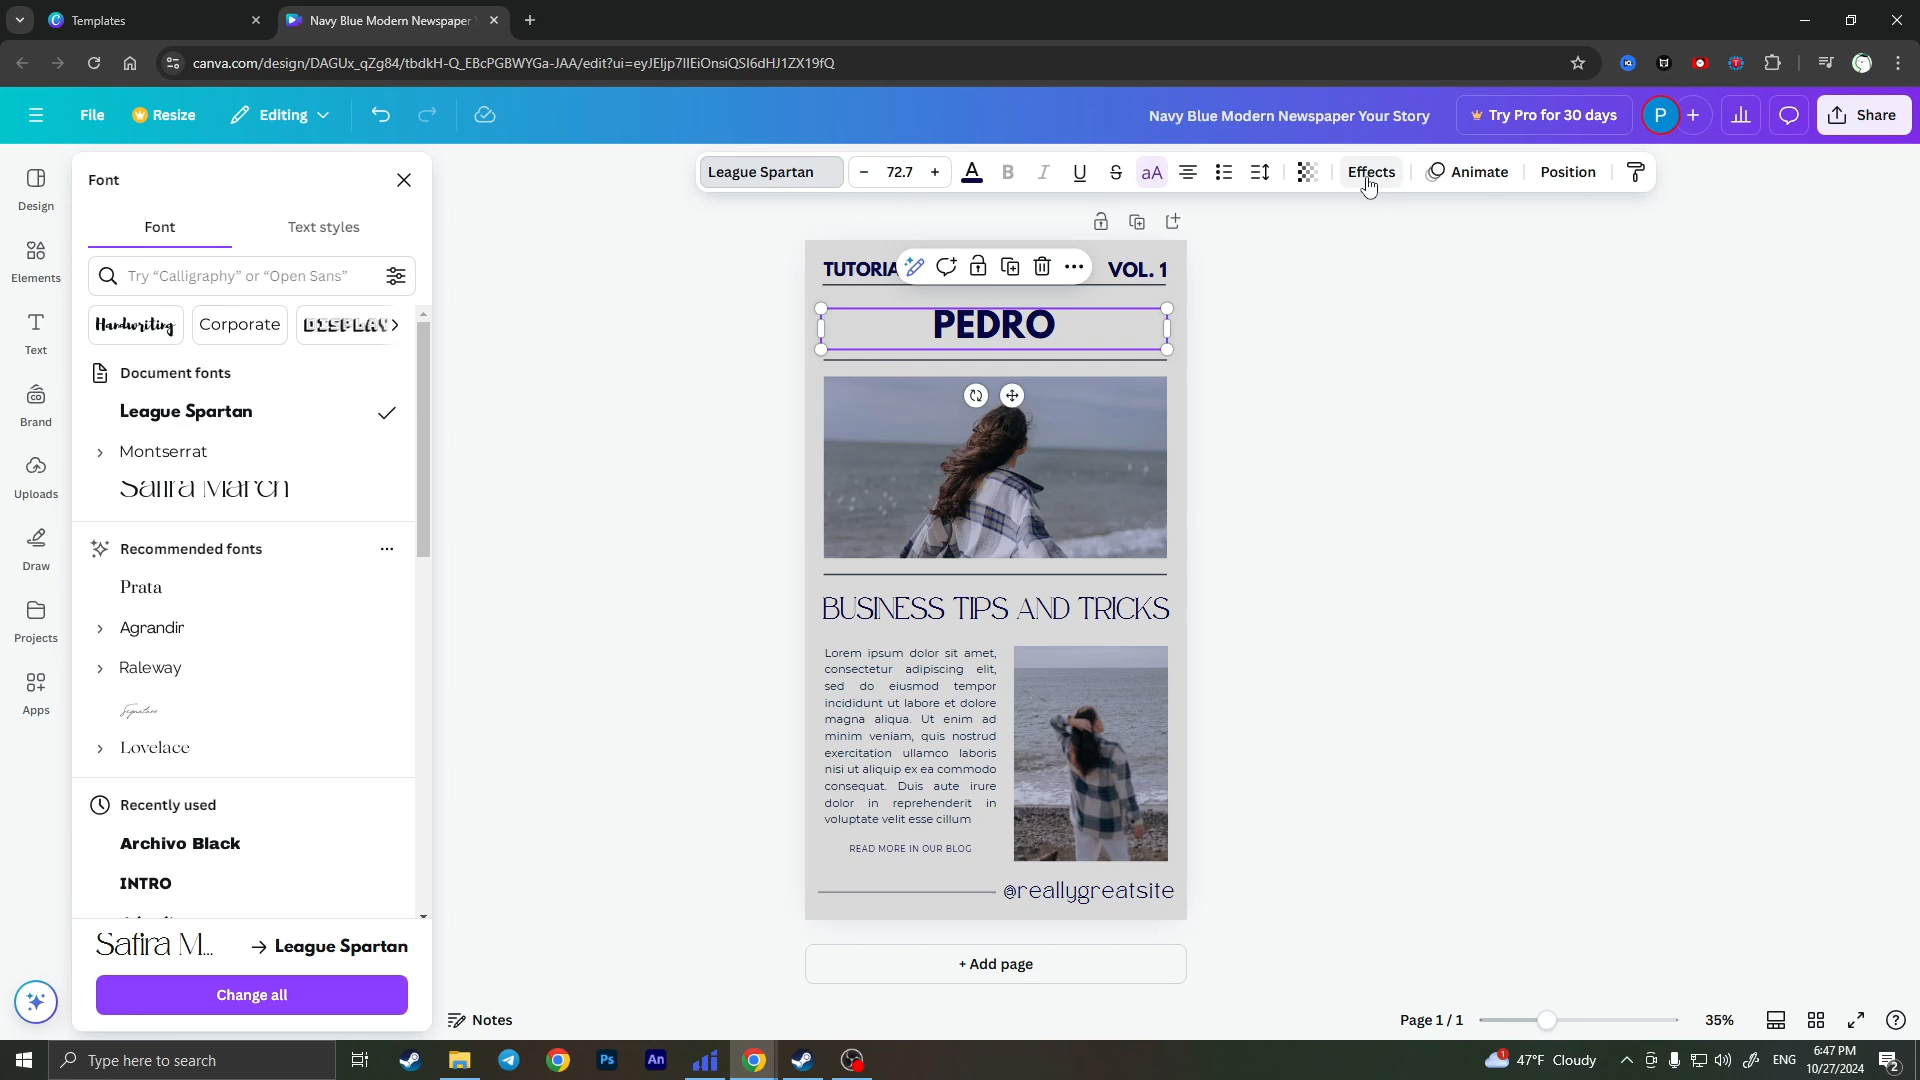 Templates
Navy Blue Modern Newspaper
canva.com/design/DAGUx_qZg84/tbdkH-Q_EBcPGBWYGa-JAA/edit?ui=eyJEIjp7IlEiOnsiQSI6dHJ1ZX19fQ
File
Resize
Editing
Navy Blue Modern Newspaper Your Story
Try Pro for 30 days
P
Share
Design
Elements
Text
Brand
Uploads
Draw
Projects
Apps
Font
Font
Text styles
Try “Calligraphy” or “Open Sans”
Handwriting
Corporate
DISPLAY
Document fonts
League Spartan
Montserrat
Safira March
Recommended fonts
Prata
Agrandir
Raleway
Signature
Lovelace
Recently used
Archivo Black
INTRO
Safira M...
League Spartan
Change all
League Spartan
72.7
A
B
I
U
S
aA
Effects
Animate
Position
TUTORIA
VOL. 1
PEDRO
BUSINESS TIPS AND TRICKS
Lorem ipsum dolor sit amet,
consectetur adipiscing elit,
sed do eiusmod tempor
incididunt ut labore et dolore
magna aliqua. Ut enim ad
minim veniam, quis nostrud
exercitation ullamco laboris
nisi ut aliquip ex ea commodo
consequat. Duis aute irure
dolor in reprehenderit in
voluptate velit esse cillum
READ MORE IN OUR BLOG
@reallygreatsite
+ Add page
Notes
Page 1 / 1
35%
Type here to search
Ps
An
1
47°F Cloudy
ENG
6:47 PM
10/27/2024
2